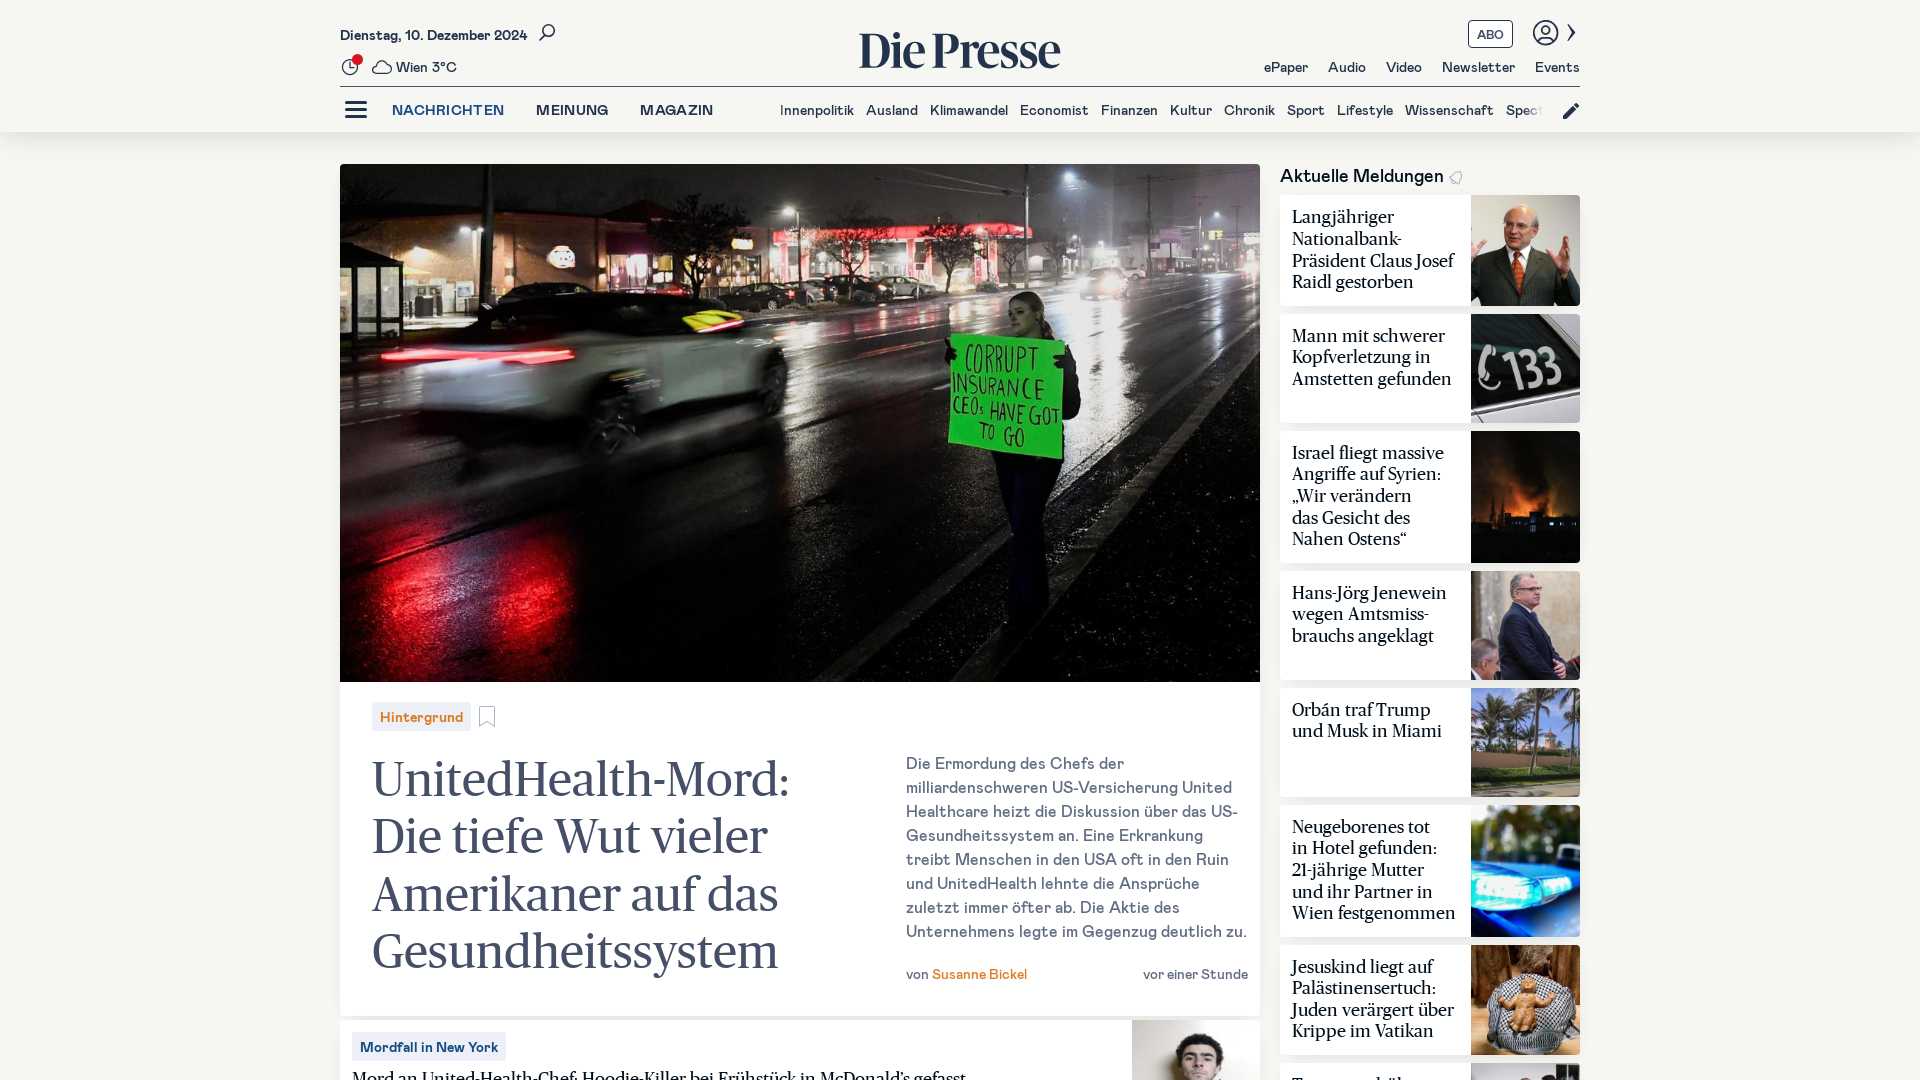 Dienstag, 10. Dezember 2024
Wien 3°C
Die Presse
ABO
ePaper Audio Video Newsletter Events
NACHRICHTEN MEINUNG MAGAZIN
Innenpolitik Ausland Klimawandel Economist Finanzen Kultur Chronik Sport Lifestyle Wissenschaft
CORRUPT
INSURANCE
CEOs HAVE GOT
TO GO
Hintergrund
UnitedHealth-Mord:
Die tiefe Wut vieler
Amerikaner auf das
Gesundheitssystem
Die Ermordung des Chefs der
milliardenschweren US-Versicherung United
Healthcare heizt die Diskussion über das US-
Gesundheitssystem an. Eine Erkrankung
treibt Menschen in den USA oft in den Ruin
und UnitedHealth lehnte die Ansprüche
zuletzt immer öfter ab. Die Aktie des
Unternehmens legte im Gegenzug deutlich zu.
von Susanne Bickel
vor einer Stunde
Mordfall in New York
Mord an United-Health-Chef: Hoodie-Killer bei Frühstück in McDonald's gefasst
Aktuelle Meldungen
Langjähriger
Nationalbank-
Präsident Claus Josef
Raidl gestorben
Mann mit schwerer
Kopfverletzung in
Amstetten gefunden
133
Israel fliegt massive
Angriffe auf Syrien:
„Wir verändern
das Gesicht des
Nahen Ostens“
Hans-Jörg Jenewein
wegen Amtsmiss-
brauchs angeklagt
Orbán traf Trump
und Musk in Miami
Neugeborenes tot
in Hotel gefunden:
21-jährige Mutter
und ihr Partner in
Wien festgenommen
Jesuskind liegt auf
Palästinensertuch:
Juden verärgert über
Krippe im Vatikan